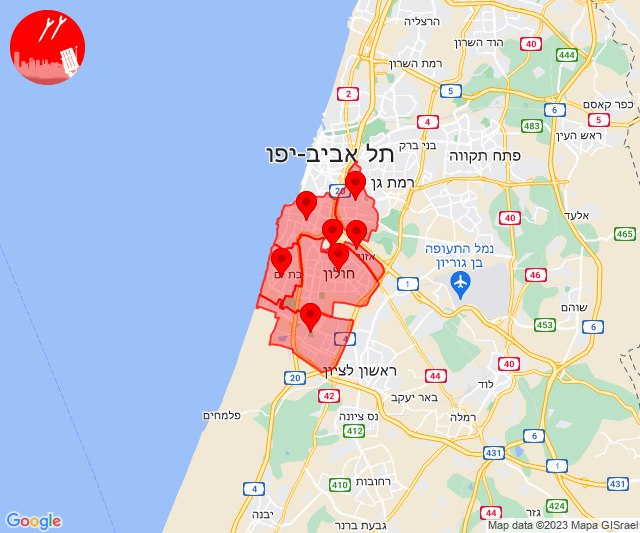 הרצליה
הוד השרון
40
444
רמת השרון
2
5
כפר קאסם
5
4
483
ראש העין
בני ברק
תל אביב-יפו
פתח תקווה
20
רמת גן
אלעד
40
465
נמל התעופה
בן גוריון
אזור
חולון
בת ים
1
46
שוהם
453
6
4
40
ראשון לציון
20
44
לוד
42
באר יעקב
44
פלמחים
נס ציונה
רמלה
412
6
431
431
1
410
רחובות
4
424
יבנה
גזר
גבעת ברנר
Google
Map data ©2023 Mapa GISrael